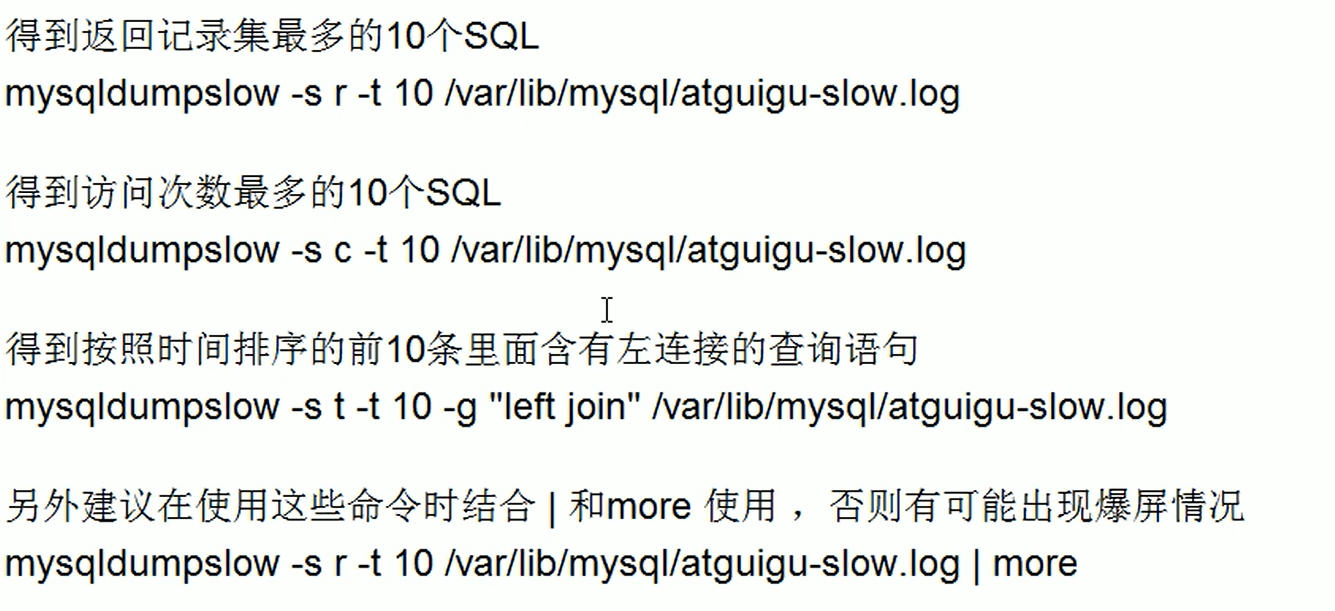 得到返回记录集最多的10个SQL
mysqldumpslow -s r -t 10 /var/lib/mysql/atguigu-slow.log
得到访问次数最多的10个SQL
mysqldumpslow -s c -t 10 /var/lib/mysql/atguigu-slow.log
得到按照时间排序的前10条里面含有左连接的查询语句
mysqldumpslow -s t -t 10 -g "left join" /var/lib/mysql/atguigu-slow.log
另外建议在使用这些命令时结合 | 和more 使用 ，否则有可能出现爆屏情况
mysqldumpslow -s r -t 10 /var/lib/mysql/atguigu-slow.log | more